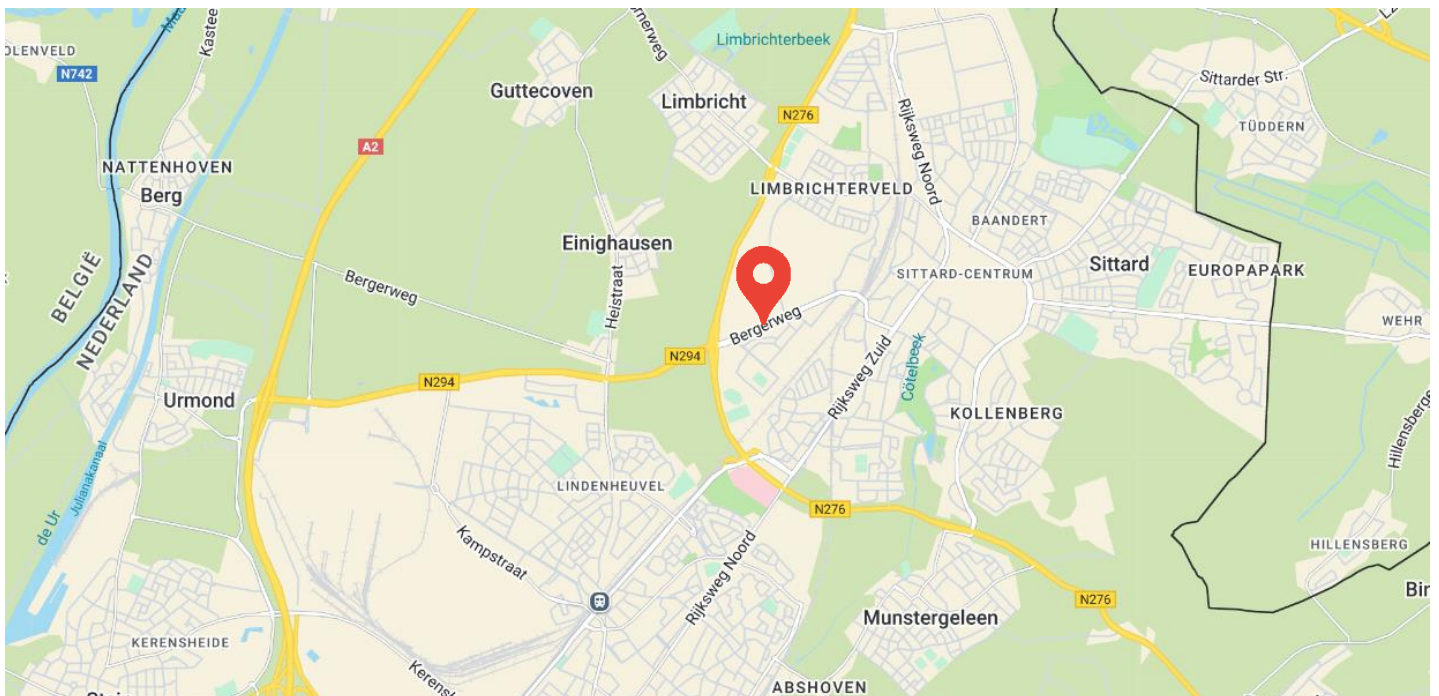 Limbrichterbeek
N742
Guttecoven
Limbricht
N276
Rijksweg Noord
Sittarder Str.
TÜDDERN
A2
NATTENHOVEN
Berg
LIMBRICHTERVELD
BAANDERT
Einighausen
Sittard
EUROPAPARK
SITTARD-CENTRUM
BELGIË
NEDERLAND
Bergerweg
Heistraat
Bergerweg
WEHR
N294
N294
Rijksweg Zuid
Cötelbeek
Urmond
KOLLENBERG
Julianakanaal
de Ur
LINDENHEUVEL
N276
Kampstraat
Rijksweg Noord
HILLENSBERG
N276
Munstergeleen
KERENSHEIDE
ABSHOVEN